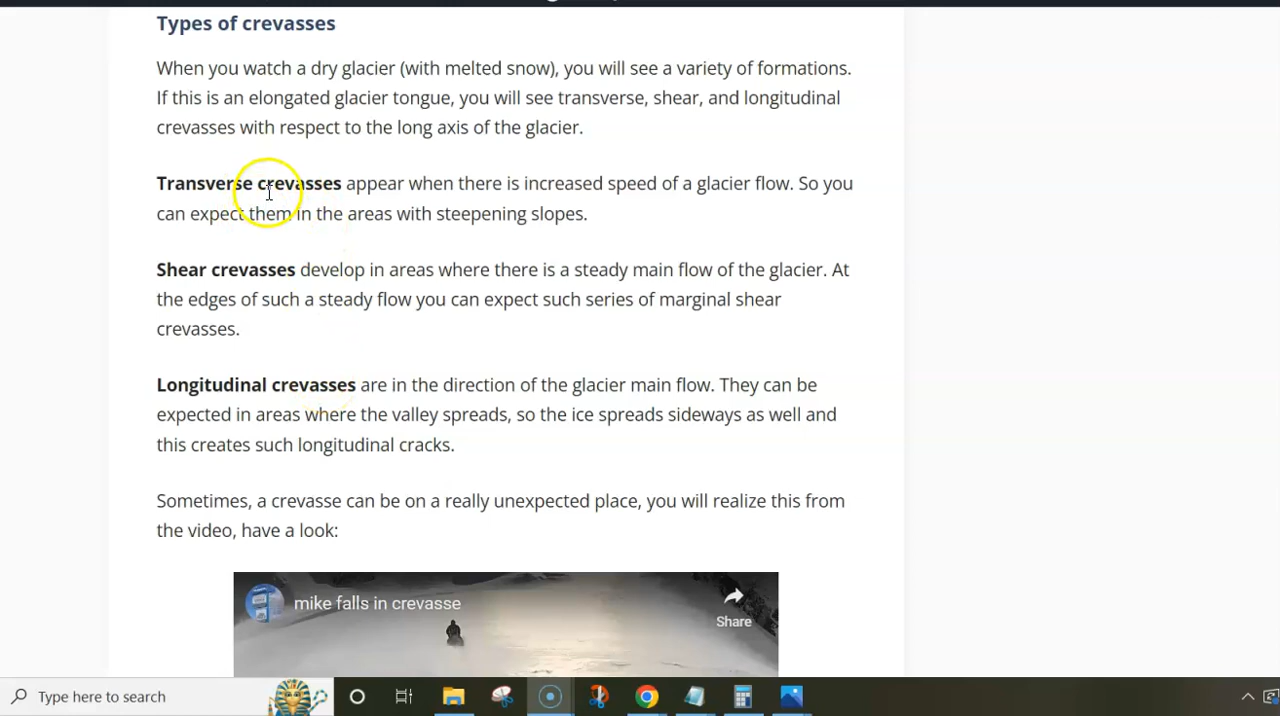 Types of crevasses
When you watch a dry glacier (with melted snow), you will see a variety of formations.
If this is an elongated glacier tongue, you will see transverse, shear, and longitudinal
crevasses with respect to the long axis of the glacier.
Transverse crevasses appear when there is increased speed of a glacier flow. So you
can expect them in the areas with steepening slopes.
Shear crevasses develop in areas where there is a steady main flow of the glacier. At
the edges of such a steady flow you can expect such series of marginal shear
crevasses.
Longitudinal crevasses are in the direction of the glacier main flow. They can be
expected in areas where the valley spreads, so the ice spreads sideways as well and
this creates such longitudinal cracks.
Sometimes, a crevasse can be on a really unexpected place, you will realize this from
the video, have a look:
mike falls in crevasse
Share
Type here to search